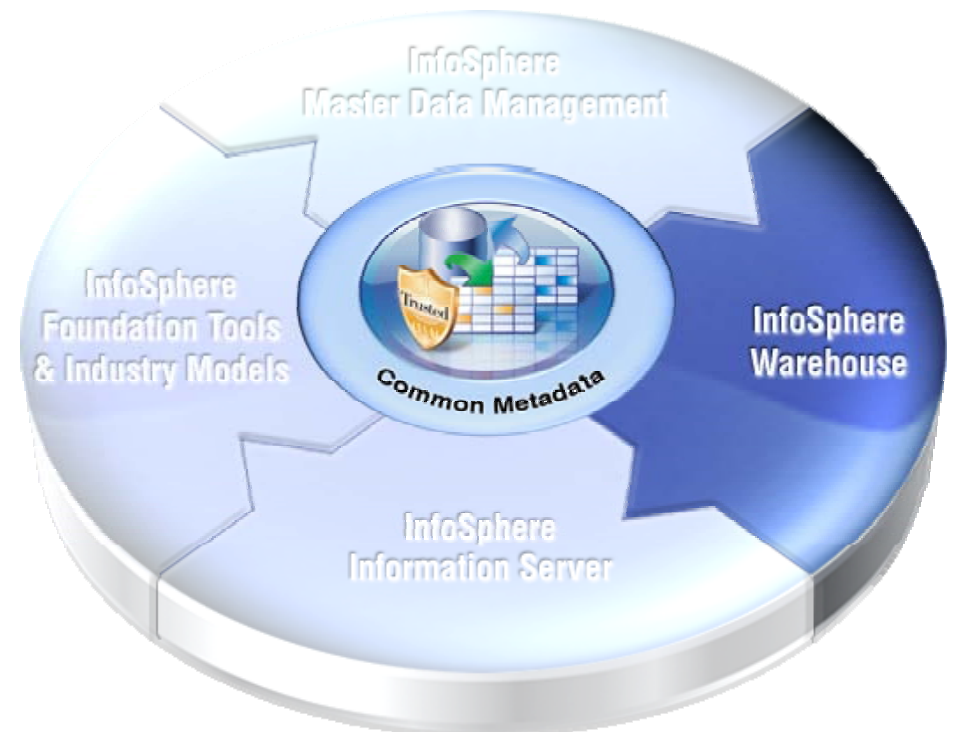 InfoSphere
Master Data Management
InfoSphere
Foundation Tools
& Industry Models
Trusted
Common Metadata
InfoSphere
Warehouse
InfoSphere
Information Server